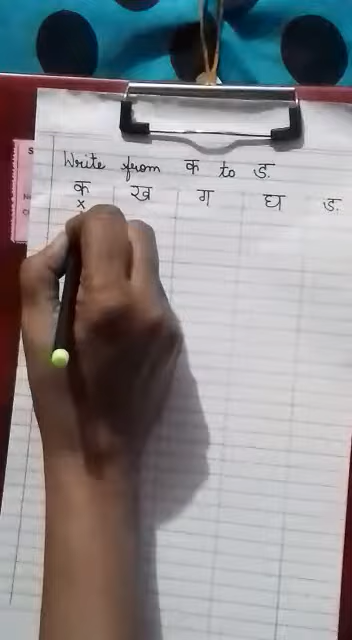 Write from क to ड.
क ख ग घ ड.
x